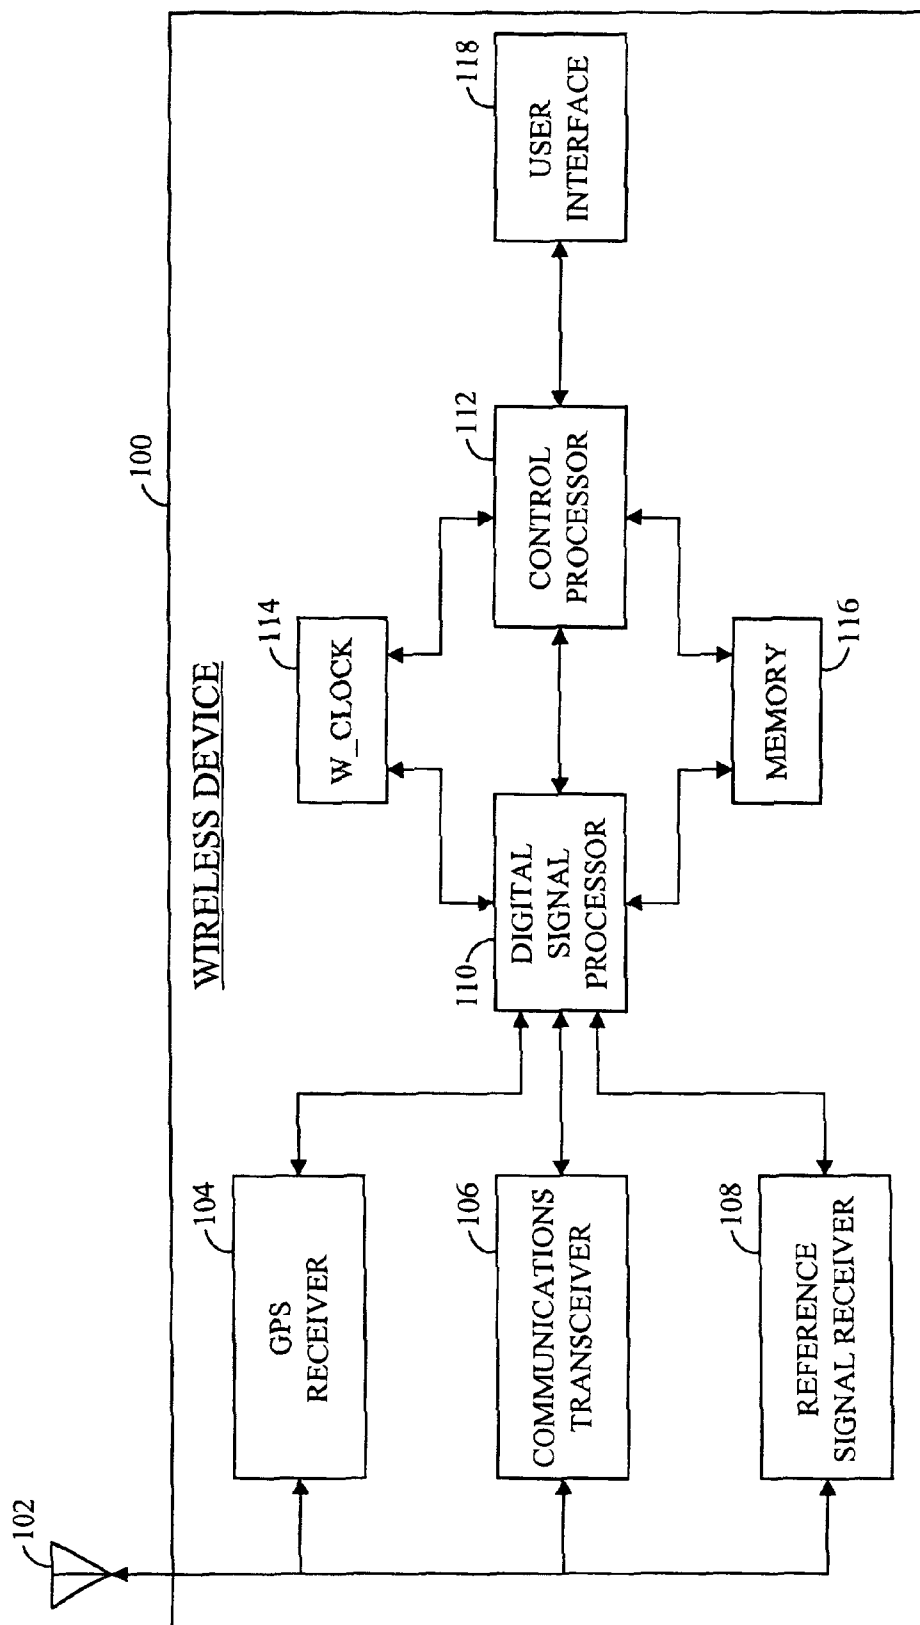 102
100
WIRELESS DEVICE
104
GPS
RECEIVER
106
COMMUNICATIONS
TRANSCEIVER
108
REFERENCE
SIGNAL RECEIVER
110
DIGITAL
SIGNAL
PROCESSOR
114
W_CLOCK
116
MEMORY
112
CONTROL
PROCESSOR
118
USER
INTERFACE